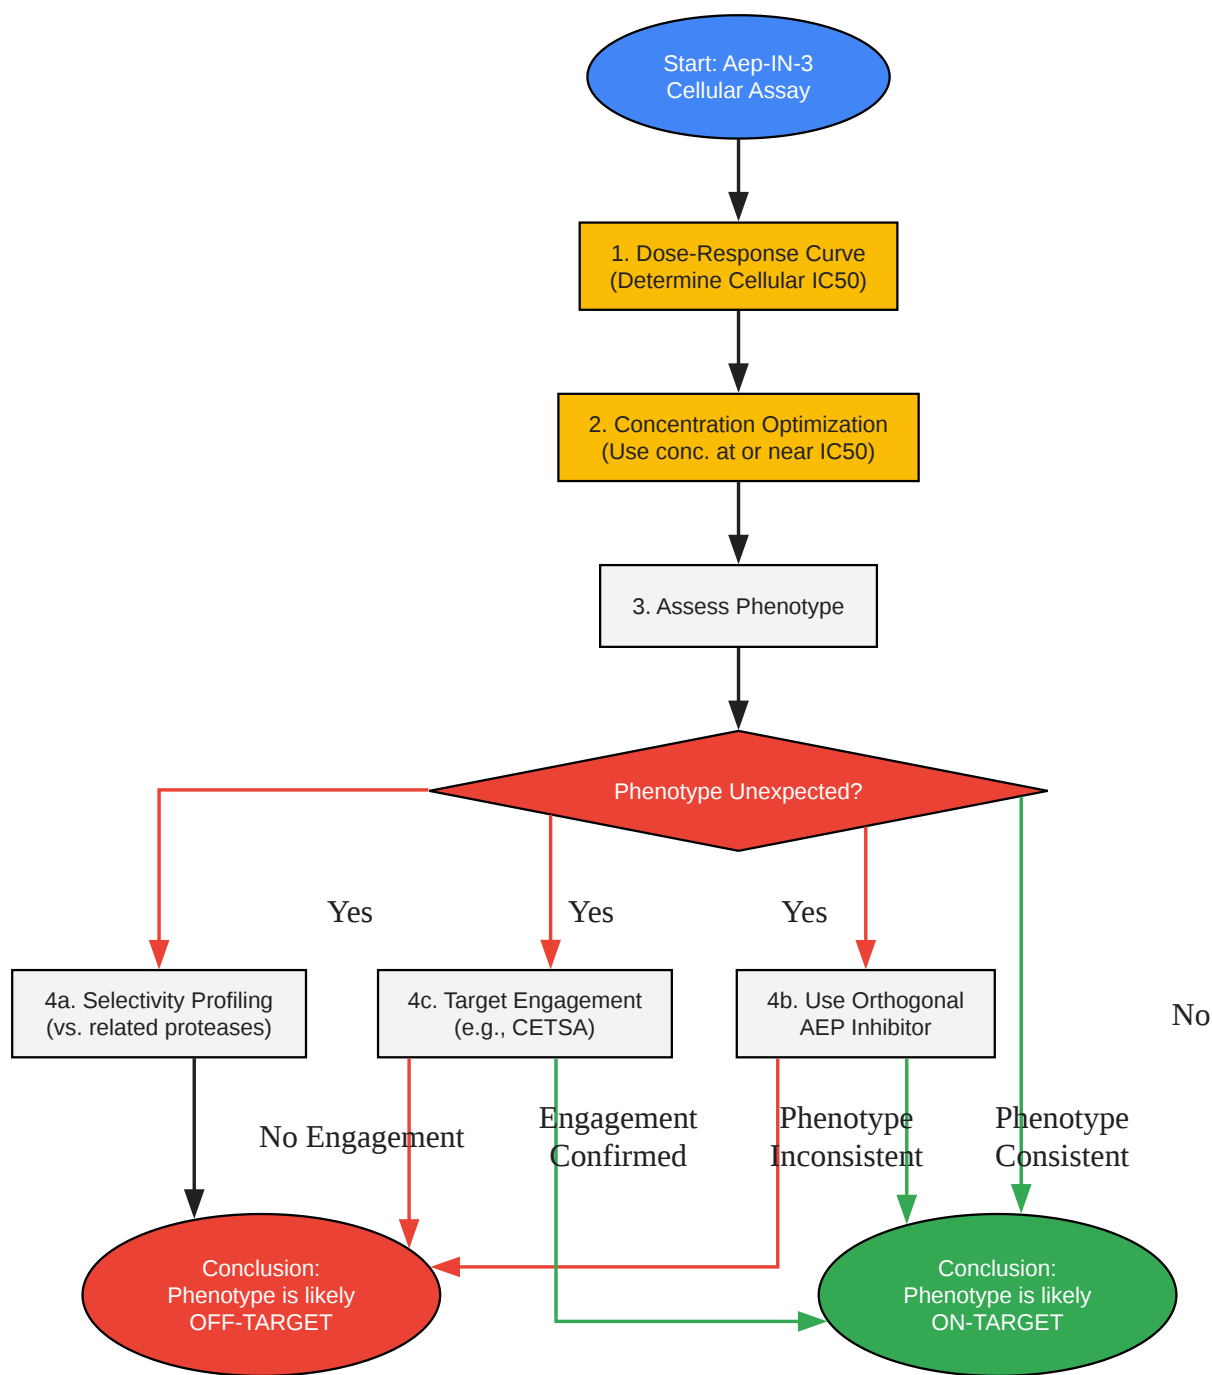 Start: Aep-IN-3
Cellular Assay
1. Dose-Response Curve
(Determine Cellular IC50)
2. Concentration Optimization
(Use conc. at or near IC50)
3. Assess Phenotype
Phenotype Unexpected?
Yes
Yes
Yes
4a. Selectivity Profiling
(vs. related proteases)
4c. Target Engagement
(e.g., CETSA)
4b. Use Orthogonal
AEP Inhibitor
No
No Engagement
Engagement
Confirmed
Phenotype
Inconsistent
Phenotype
Consistent
Conclusion:
Phenotype is likely
OFF-TARGET
Conclusion:
Phenotype is likely
ON-TARGET